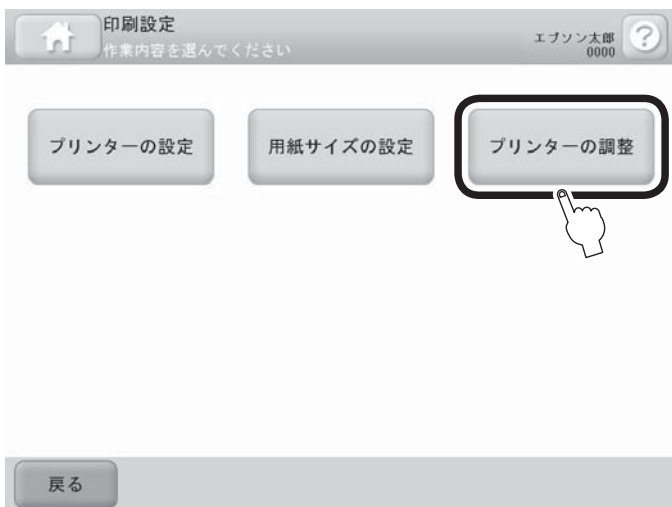 印刷設定
作業内容を選んでください
エプソン太郎
0000
?
プリンターの設定
用紙サイズの設定
プリンターの調整
戻る